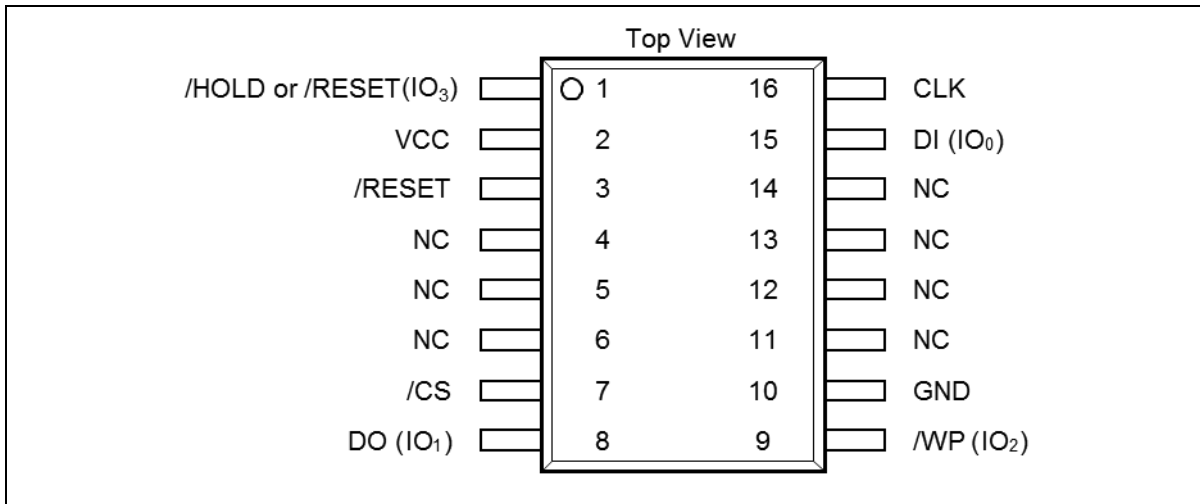 Top View
/HOLD or /RESET(IO₃) 1 16 CLK
VCC 2 15 DI (IO₀)
/RESET 3 14 NC
NC 4 13 NC
NC 5 12 NC
NC 6 11 NC
/CS 7 10 GND
DO (IO₁) 8 9 /WP (IO₂)